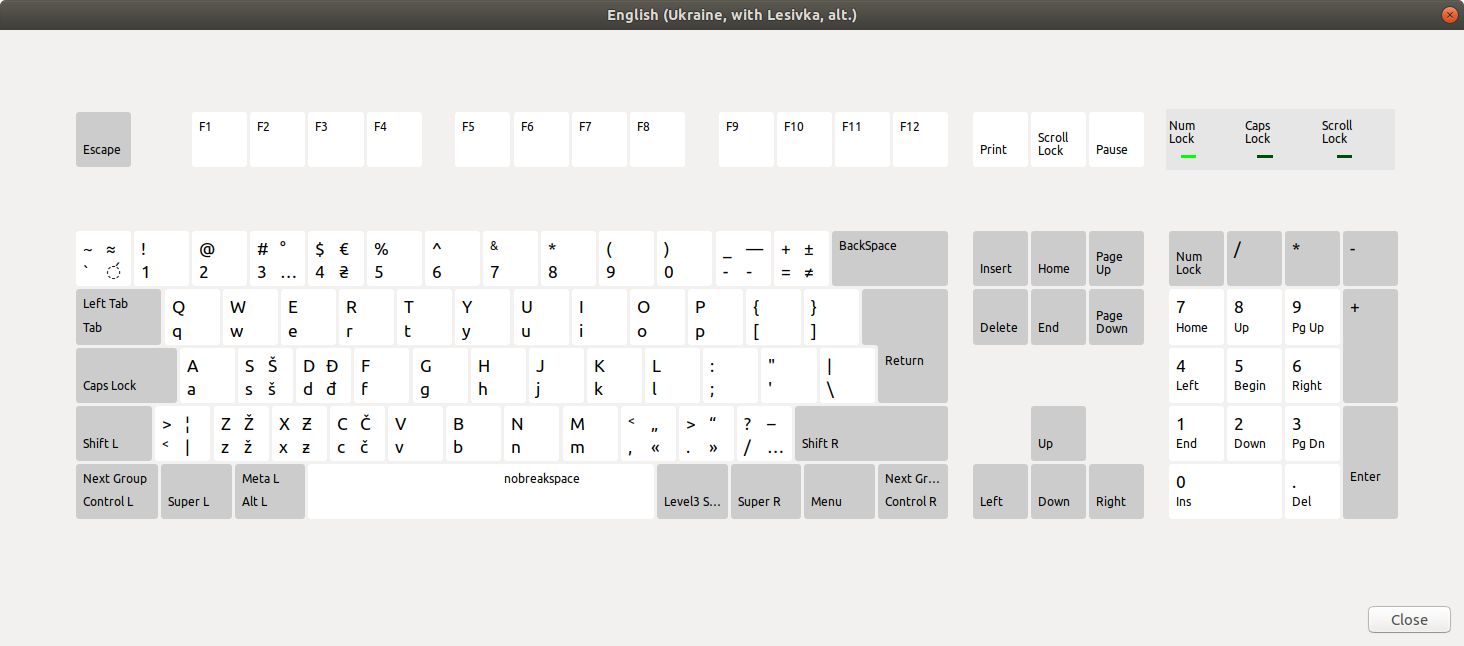 English (Ukraine, with Lesivka, alt.)
Escape F1 F2 F3 F4 F5 F6 F7 F8 F9 F10 F11 F12 Print Scroll Lock Pause Num Lock Caps Lock Scroll Lock
~ ≈ ! @ # ° $ € % ^ & * ( ) _ — + ± BackSpace
` ◌́ 1 2 3 … 4 ₴ 5 6 7 8 9 0 - - = ≠
Insert Home Page Up Num Lock / * -
Left Tab Q W E R T Y U I O P { }
Tab q w e r t y u i o p [ ]
Delete End Page Down 7 8 9 +
Home Up Pg Up
A S Š D Đ F G H J K L : " | Return
Caps Lock a s š d đ f g h j k l ; ' \
4 5 6
Left Begin Right
> ¦ Z Ž X Ƶ C Č V B N M < „ > “ ? –
Shift L < | z ž x ƶ c č v b n m , « . » / … Shift R
Up 1 2 3
End Down Pg Dn
Next Group Meta L nobreakspace Next Gr…
Control L Super L Alt L Level3 S… Super R Menu Control R
Left Down Right 0 . Enter
Ins Del
Close